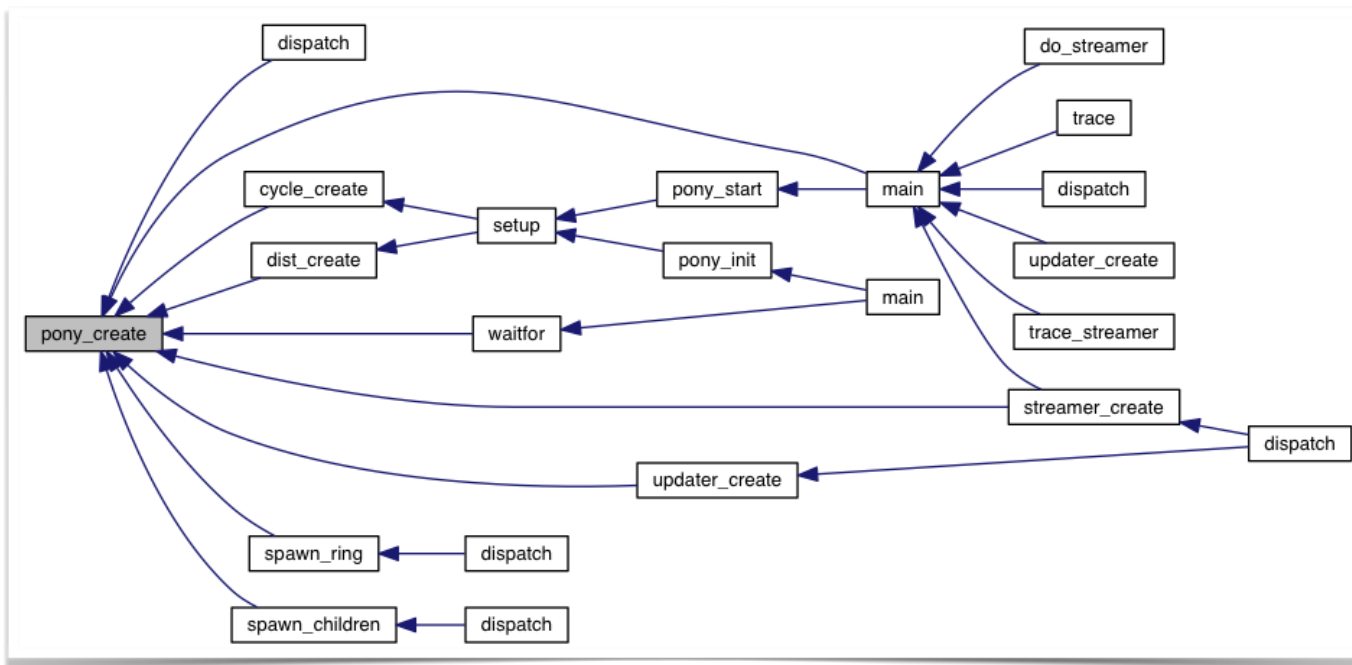 dispatch
do_streamer
trace
cycle_create
pony_start
main
dispatch
setup
dist_create
pony_init
updater_create
main
pony_create
waitfor
trace_streamer
streamer_create
dispatch
updater_create
spawn_ring
dispatch
spawn_children
dispatch